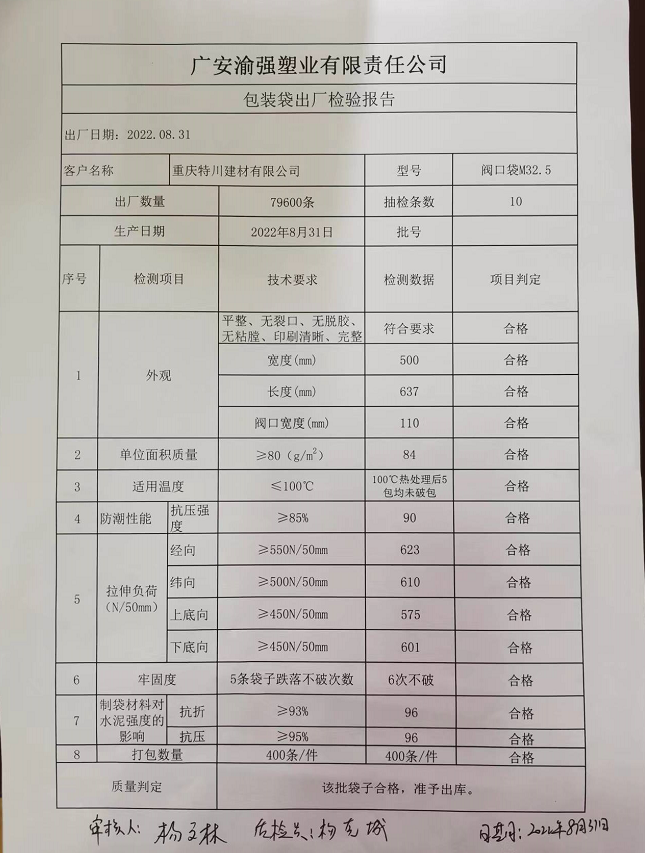 广安渝强塑业有限责任公司
包装袋出厂检验报告
出厂日期：2022.08.31
客户名称 重庆特川建材有限公司 型号 阀口袋M32.5
出厂数量 79600条 抽检条数 10
生产日期 2022年8月31日 批号
序号 检测项目 技术要求 检测数据 项目判定
1 外观 平整、无裂口、无脱胶、无粘膛、印刷清晰、完整 符合要求 合格
宽度(mm) 500 合格
长度(mm) 637 合格
阀口宽度(mm) 110 合格
2 单位面积质量 ≥80（g/m²） 84 合格
3 适用温度 ≤100℃ 100℃热处理后5包均未破包 合格
4 防潮性能 抗压强度 ≥85% 90 合格
5 拉伸负荷（N/50mm） 经向 ≥550N/50mm 623 合格
纬向 ≥500N/50mm 610 合格
上底向 ≥450N/50mm 575 合格
下底向 ≥450N/50mm 601 合格
6 牢固度 5条袋子跌落不破次数 6次不破 合格
7 制袋材料对水泥强度的影响 抗折 ≥93% 96 合格
抗压 ≥95% 96 合格
8 打包数量 400条/件 400条/件 合格
质量判定 该批袋子合格，准予出库。
审核人：杨 林 质检员：杨克城 日期：2022年8月31日